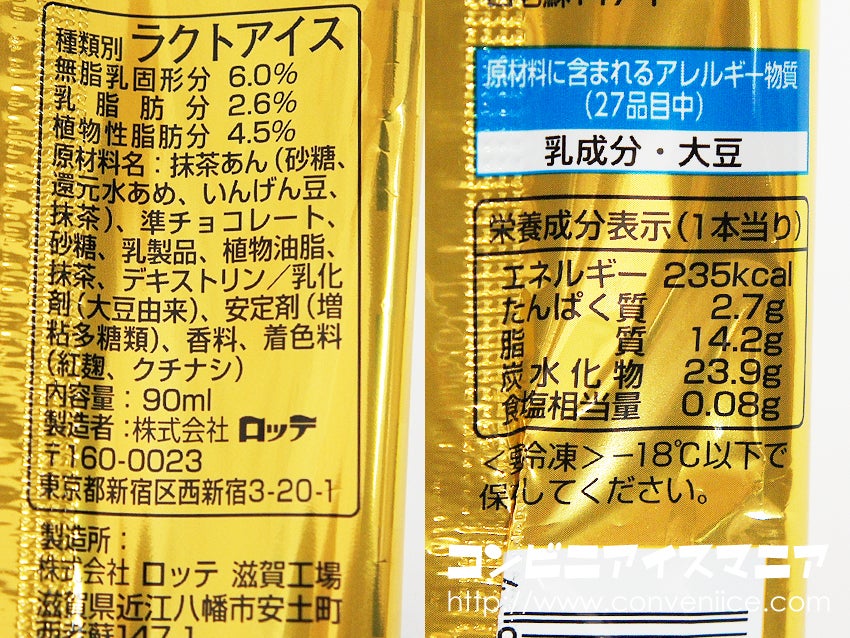 種類別 ラクトアイス
無脂乳固形分 6.0%
乳脂肪分 2.6%
植物性脂肪分 4.5%
原材料名：抹茶あん（砂糖、
還元水あめ、いんげん豆、
抹茶）、準チョコレート、
砂糖、乳製品、植物油脂、
抹茶、デキストリン／乳化
剤（大豆由来）、安定剤（増
粘多糖類）、香料、着色料
（紅麹、クチナシ）
内容量：90ml
製造者：株式会社 ロッテ
〒160-0023
東京都新宿区西新宿3-20-1
製造所：
株式会社 ロッテ 滋賀工場
滋賀県近江八幡市安土町
原材料に含まれるアレルギー物質
（27品目中）
乳成分・大豆
栄養成分表示（1本当り）
エネルギー 235kcal
たんぱく質 2.7g
脂質 14.2g
炭水化物 23.9g
食塩相当量 0.08g
＜要冷凍＞−18℃以下で
保存してください。
コンビニアイスマニア
http://www.conveniice.com/